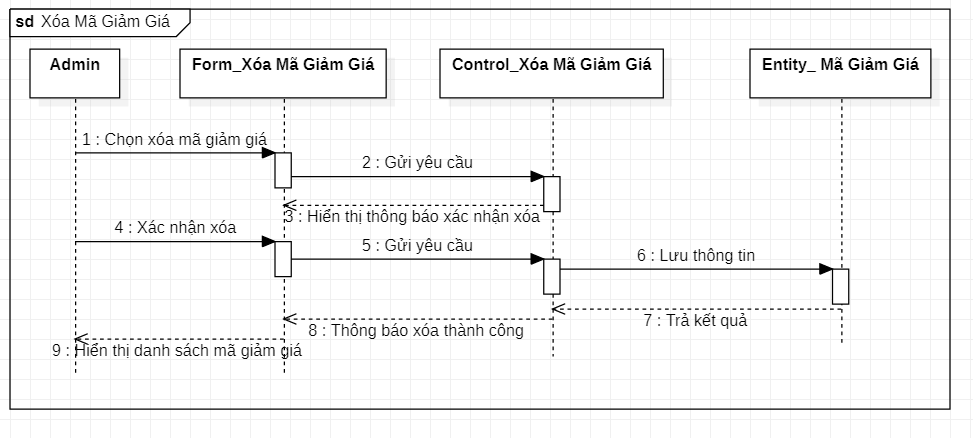 sd Xóa Mã Giảm Giá
Admin
Form_Xóa Mã Giảm Giá
Control_Xóa Mã Giảm Giá
Entity_ Mã Giảm Giá
1 : Chọn xóa mã giảm giá
2 : Gửi yêu cầu
3 : Hiển thị thông báo xác nhận xóa
4 : Xác nhận xóa
5 : Gửi yêu cầu
6 : Lưu thông tin
7 : Trả kết quả
8 : Thông báo xóa thành công
9 : Hiển thị danh sách mã giảm giá